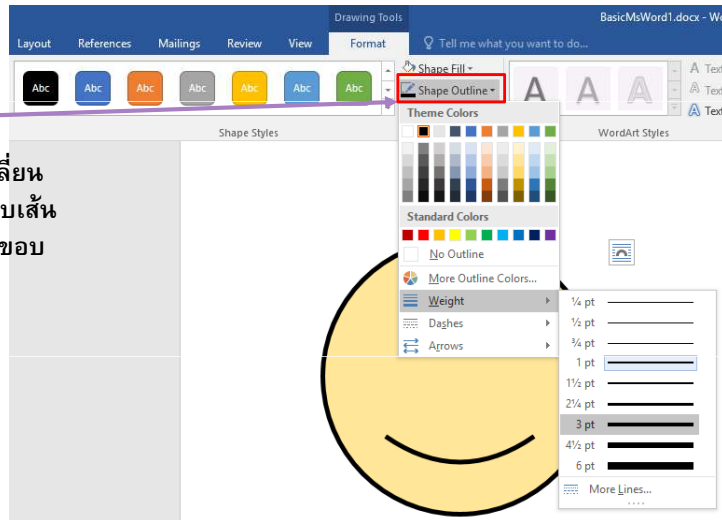 Drawing Tools
BasicMsWord1.docx - Wo
Layout References Mailings Review View Format Tell me what you want to do...
Abc Abc Abc Abc Abc Abc Abc
Shape Fill
Shape Outline
A A A
A Text
A Text
A Text
Shape Styles
WordArt Styles
Theme Colors
ลี่ยน
บเส้น
ขอบ
Standard Colors
No Outline
More Outline Colors...
Weight
Dashes
Arrows
¼ pt
½ pt
¾ pt
1 pt
1½ pt
2¼ pt
3 pt
4½ pt
6 pt
More Lines...